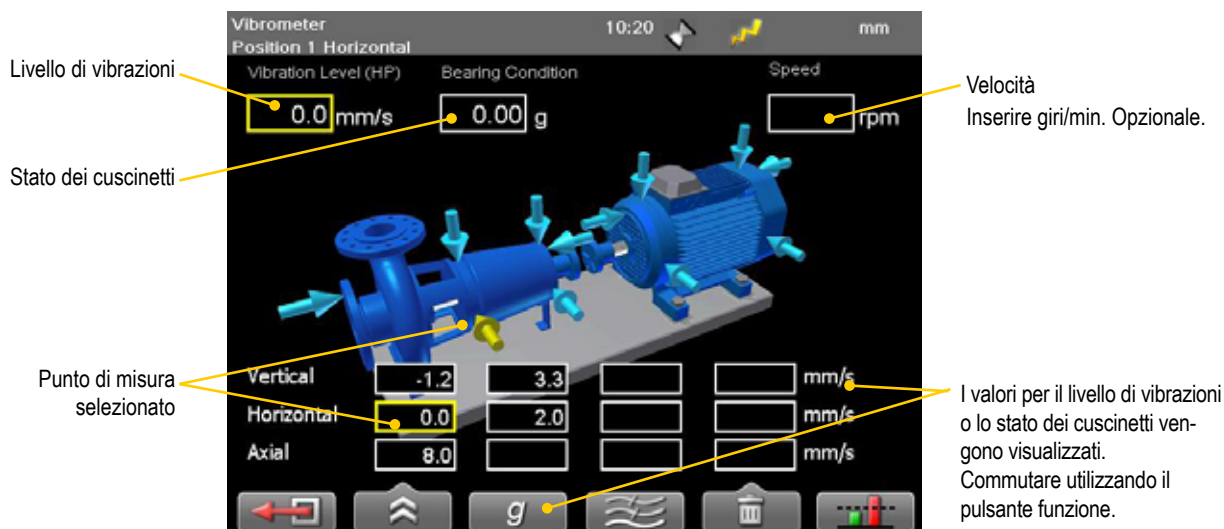 Vibrometer
10:20
mm
Position 1 Horizontal
Livello di vibrazioni
Vibration Level (HP)
Bearing Condition
Speed
0.0 mm/s
0.00 g
rpm
Velocità
Inserire giri/min. Opzionale.
Stato dei cuscinetti
Punto di misura
selezionato
Vertical -1.2 3.3 mm/s
Horizontal 0.0 2.0 mm/s
Axial 8.0 mm/s
g
I valori per il livello di vibrazioni
o lo stato dei cuscinetti ven-
gono visualizzati.
Commutare utilizzando il
pulsante funzione.